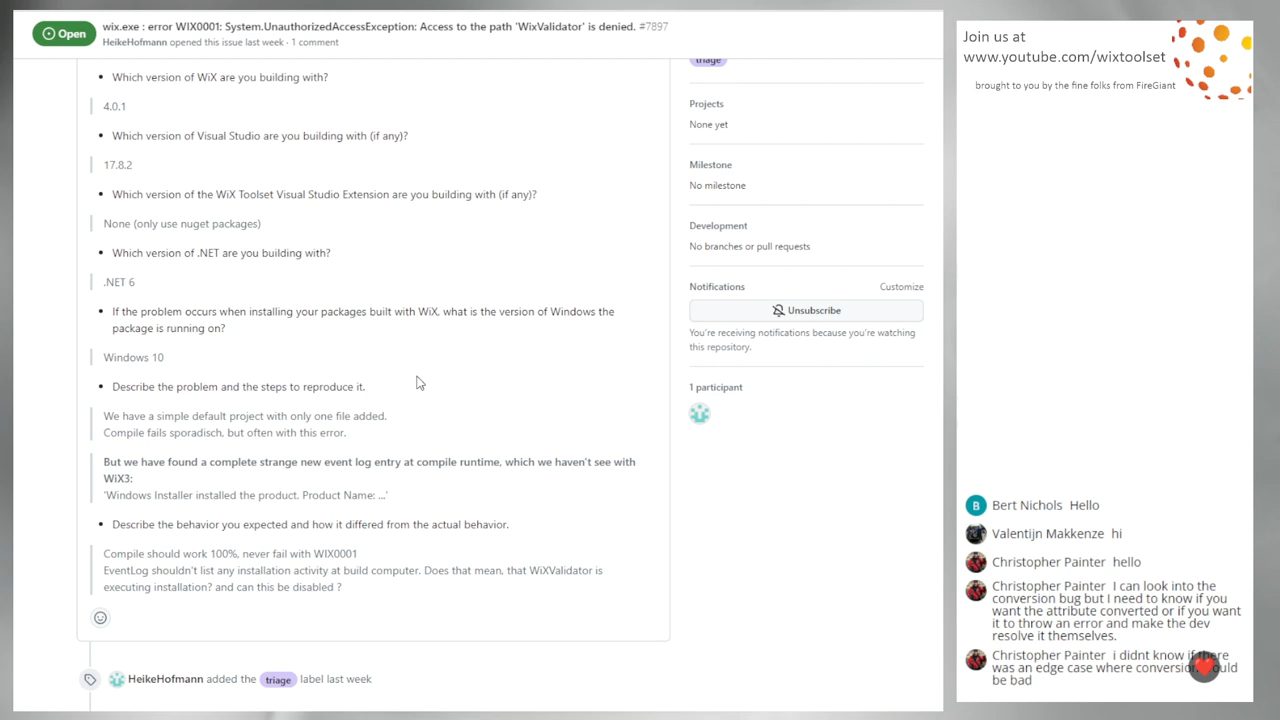 Open
wix.exe : error WIX0001: System.UnauthorizedAccessException: Access to the path 'WixValidator' is denied. #7897
HeikeHofmann opened this issue last week · 1 comment
• Which version of WiX are you building with?
4.0.1
• Which version of Visual Studio are you building with (if any)?
17.8.2
• Which version of the WiX Toolset Visual Studio Extension are you building with (if any)?
None (only use nuget packages)
• Which version of .NET are you building with?
.NET 6
• If the problem occurs when installing your packages built with WiX, what is the version of Windows the
package is running on?
Windows 10
• Describe the problem and the steps to reproduce it.
We have a simple default project with only one file added.
Compile fails sporadisch, but often with this error.
But we have found a complete strange new event log entry at compile runtime, which we haven't see with
WiX3:
'Windows Installer installed the product. Product Name: ...'
• Describe the behavior you expected and how it differed from the actual behavior.
Compile should work 100%, never fail with WIX0001
EventLog shouldn't list any installation activity at build computer. Does that mean, that WiXValidator is
executing installation? and can this be disabled ?
HeikeHofmann added the triage label last week
triage
Projects
None yet
Milestone
No milestone
Development
No branches or pull requests
Notifications
Customize
Unsubscribe
You're receiving notifications because you're watching
this repository.
1 participant
Join us at
www.youtube.com/wixtoolset
brought to you by the fine folks from FireGiant
B Bert Nichols Hello
Valentijn Makkenze hi
Christopher Painter hello
Christopher Painter I can look into the
conversion bug but I need to know if you
want the attribute converted or if you want
it to throw an error and make the dev
resolve it themselves.
Christopher Painter i didnt know if there
was an edge case where conversion
be bad